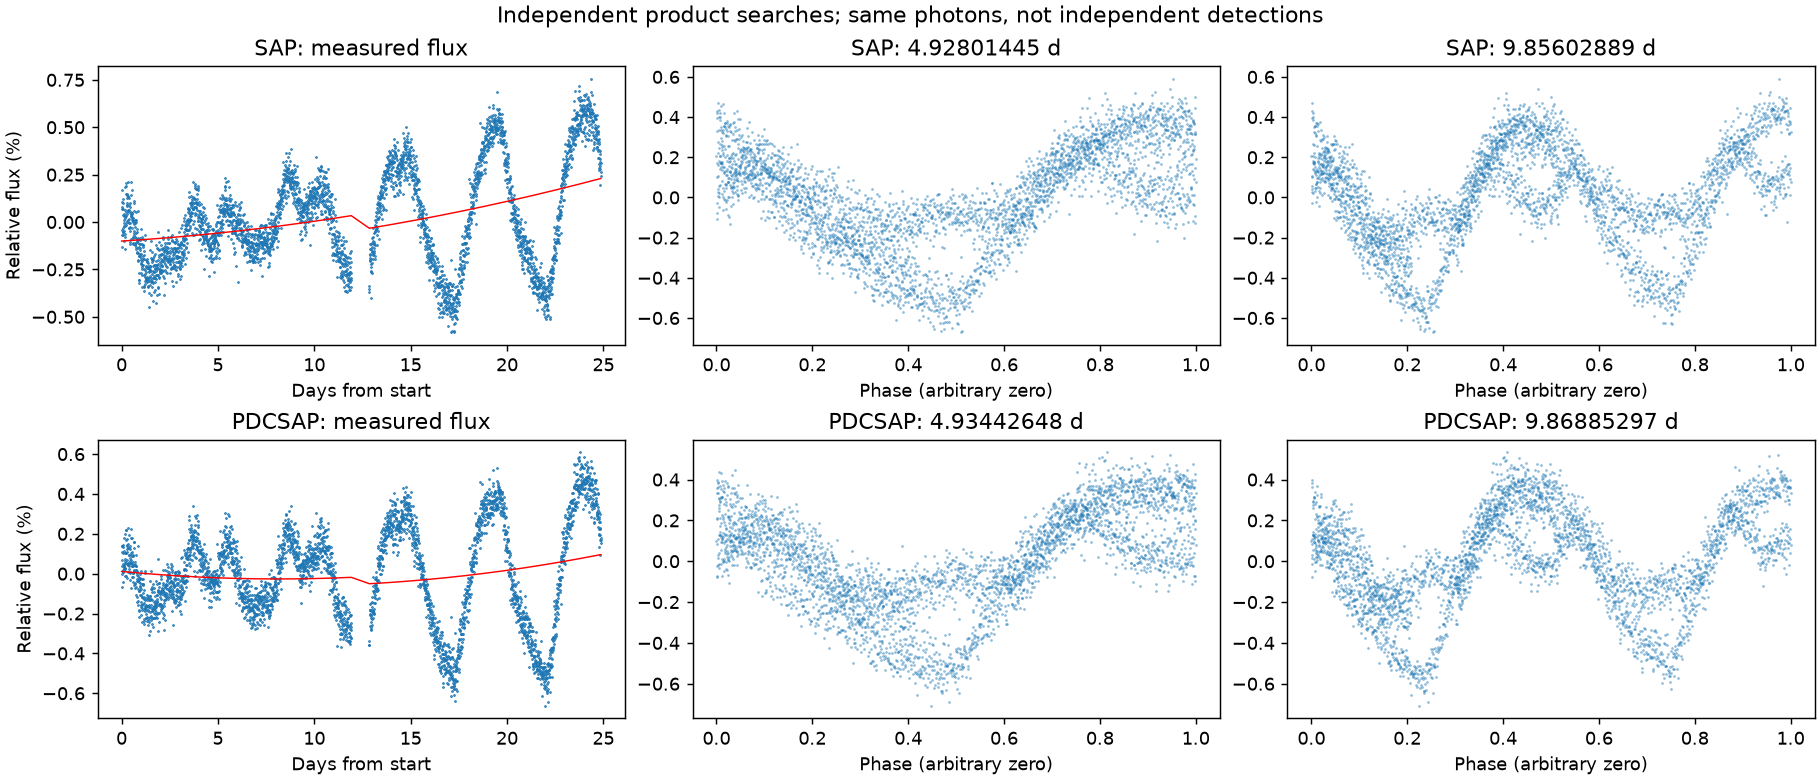 Independent product searches; same photons, not independent detections
SAP: measured flux
SAP: 4.92801445 d
SAP: 9.85602889 d
Relative flux (%)
0.75
0.50
0.25
0.00
−0.25
−0.50
0 5 10 15 20 25
Days from start
0.6
0.4
0.2
0.0
−0.2
−0.4
−0.6
0.0 0.2 0.4 0.6 0.8 1.0
Phase (arbitrary zero)
0.6
0.4
0.2
0.0
−0.2
−0.4
−0.6
0.0 0.2 0.4 0.6 0.8 1.0
Phase (arbitrary zero)
PDCSAP: measured flux
PDCSAP: 4.93442648 d
PDCSAP: 9.86885297 d
Relative flux (%)
0.6
0.4
0.2
0.0
−0.2
−0.4
−0.6
0 5 10 15 20 25
Days from start
0.4
0.2
0.0
−0.2
−0.4
−0.6
0.0 0.2 0.4 0.6 0.8 1.0
Phase (arbitrary zero)
0.4
0.2
0.0
−0.2
−0.4
−0.6
0.0 0.2 0.4 0.6 0.8 1.0
Phase (arbitrary zero)